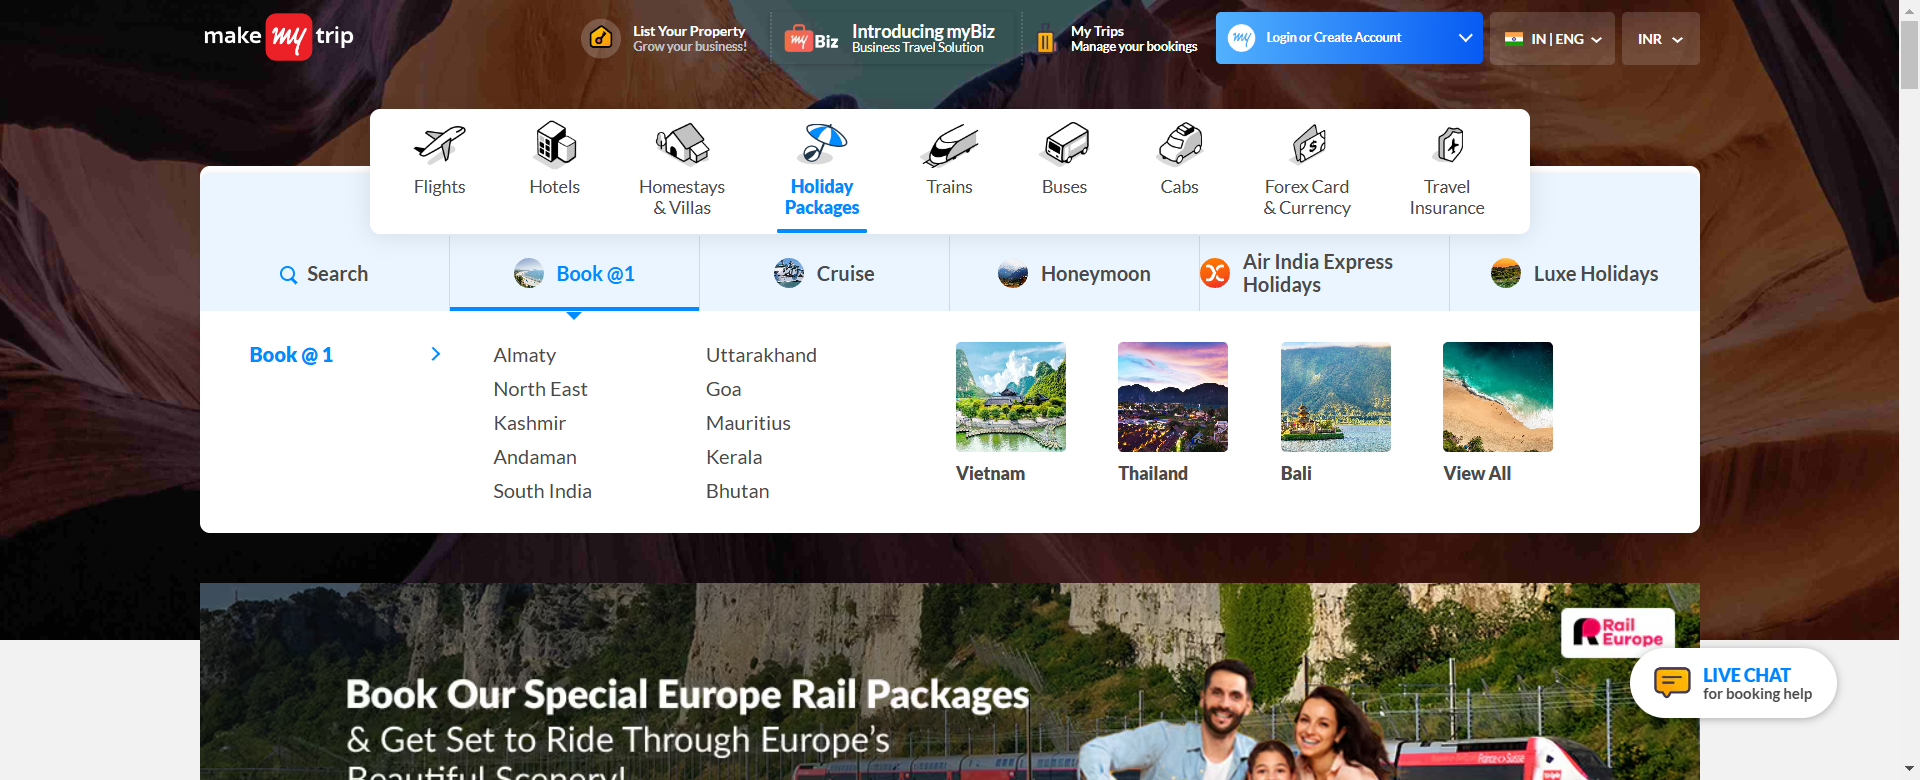 make my trip
List Your Property
Grow your business!
my Biz
Introducing myBiz
Business Travel Solution
My Trips
Manage your bookings
my
Login or Create Account
IN | ENG
INR
Flights
Hotels
Homestays
& Villas
Holiday
Packages
Trains
Buses
Cabs
Forex Card
& Currency
Travel
Insurance
Search
Book @1
Cruise
Honeymoon
Air India Express
Holidays
Luxe Holidays
Book @ 1
Almaty
North East
Kashmir
Andaman
South India
Uttarakhand
Goa
Mauritius
Kerala
Bhutan
Vietnam
Thailand
Bali
View All
Rail
Europe
LIVE CHAT
for booking help
Book Our Special Europe Rail Packages
& Get Set to Ride Through Europe's
Beautiful Scenery!